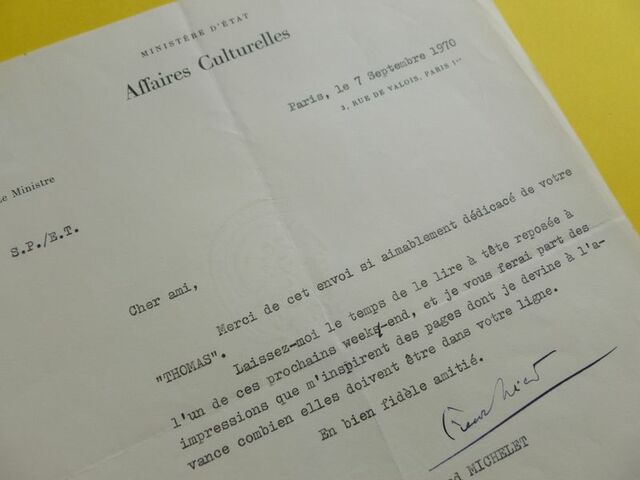 MINISTÈRE D'ÉTAT
Affaires Culturelles
Paris, le 7 Septembre 1970
3, RUE DE VALOIS, PARIS 1er
Le Ministre
S.P./E.T.
Cher ami,
Merci de cet envoi si aimablement dédicacé de votre
"THOMAS".
Laissez-moi le temps de le lire à tête reposée à
l'un de ces prochains week-end, et je vous ferai part des
impressions que m'inspirent des pages dont je devine à l'a-
vance combien elles doivent être dans votre ligne.
En bien fidèle amitié.
MICHELET